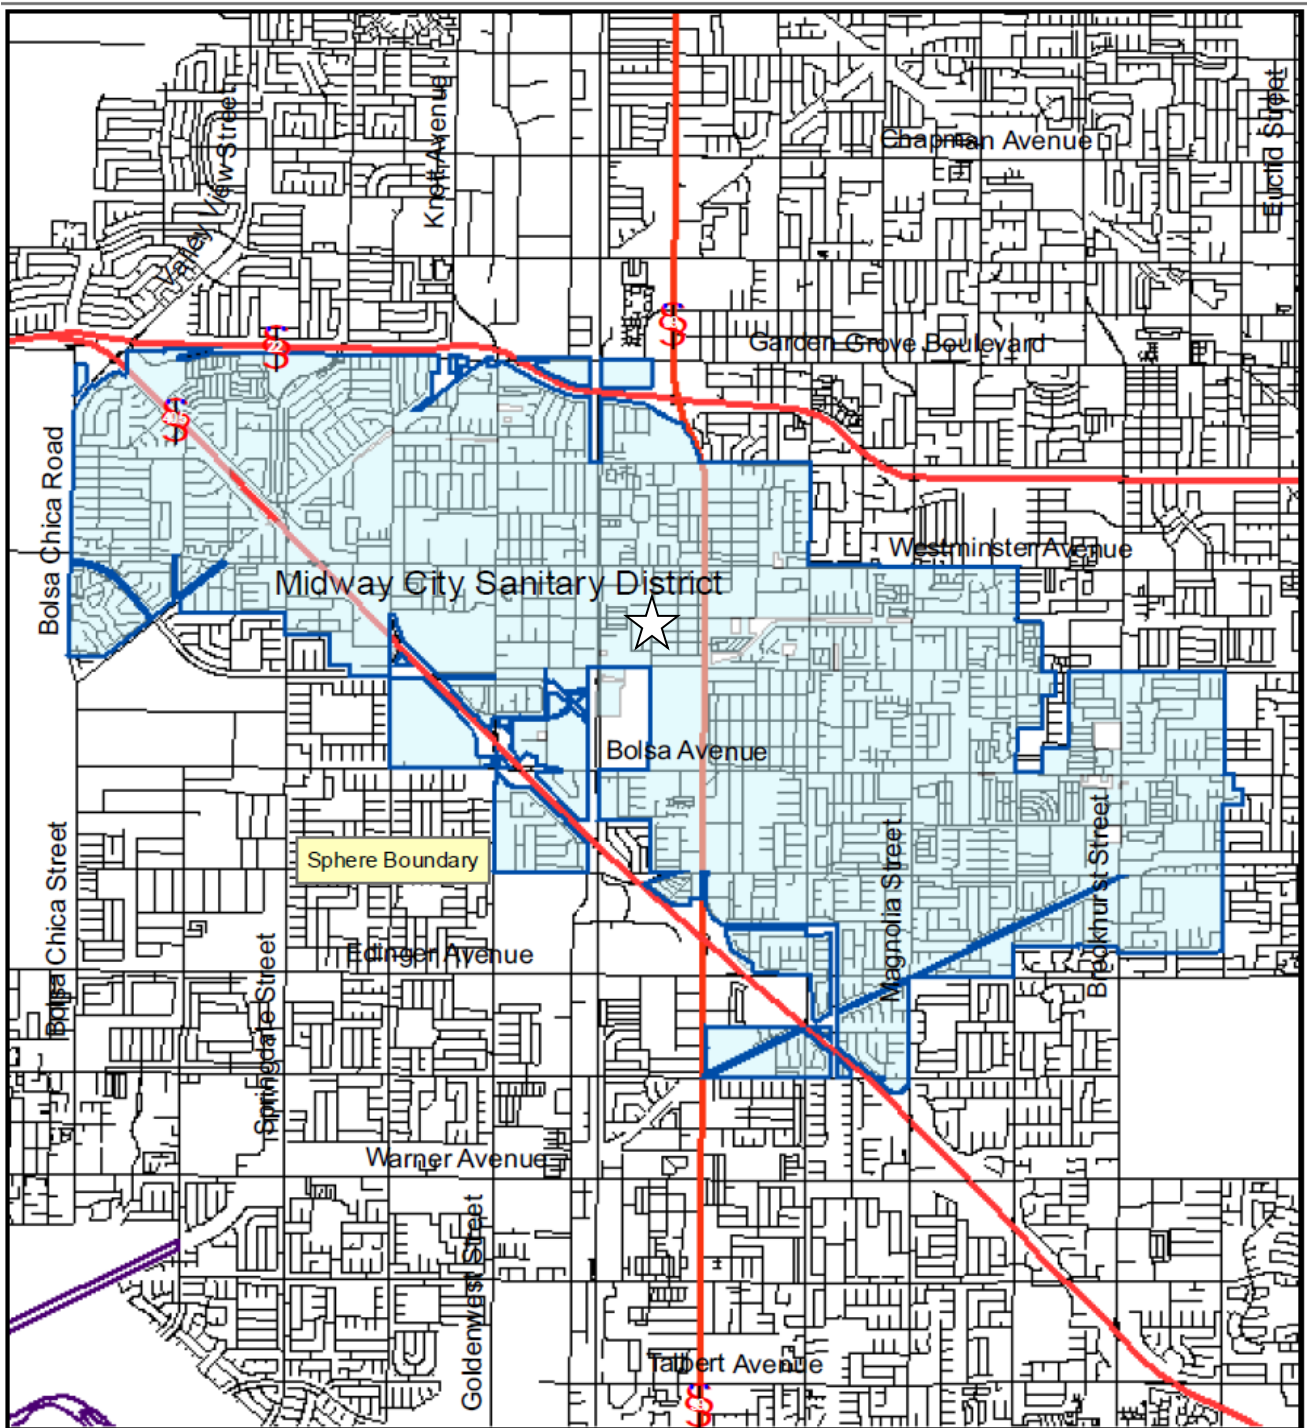 Chapman Avenue
Euclid Street
Knott Avenue
Valley View Street
Garden Grove Boulevard
Bolsa Chica Road
Westminster Avenue
Midway City Sanitary District
Bolsa Avenue
Sphere Boundary
Magnolia Street
Brookhurst Street
Bolsa Chica Street
Edinger Avenue
Springdale Street
Warner Avenue
Goldenwest Street
Talbert Avenue